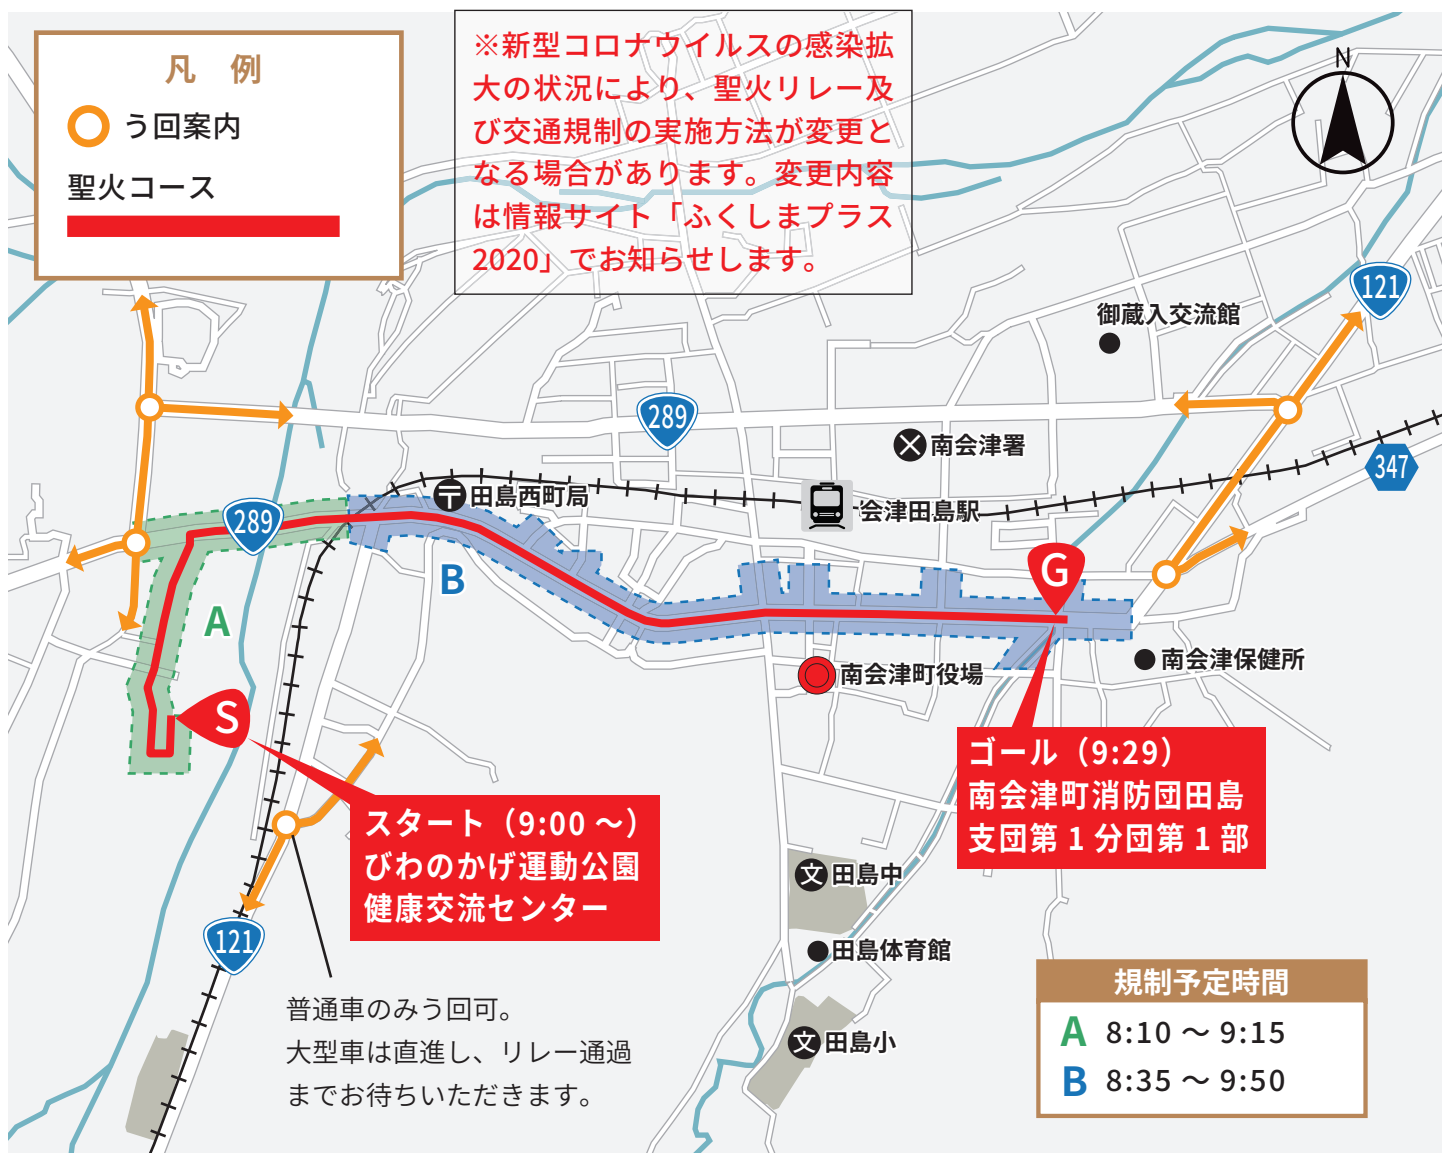 凡 例
う回案内
聖火コース
※新型コロナウイルスの感染拡
大の状況により、聖火リレー及
び交通規制の実施方法が変更と
なる場合があります。変更内容
は情報サイト「ふくしまプラス
2020」でお知らせします。
N
121
御蔵入交流館
289
南会津署
347
田島西町局
会津田島駅
289
B
G
A
南会津保健所
南会津町役場
S
ゴール（9:29）
南会津町消防団田島
支団第1分団第1部
スタート（9:00～）
びわのかげ運動公園
健康交流センター
文 田島中
121
田島体育館
普通車のみう回可。
大型車は直進し、リレー通過
までお待ちいただきます。
文 田島小
規制予定時間
A 8:10 ～ 9:15
B 8:35 ～ 9:50